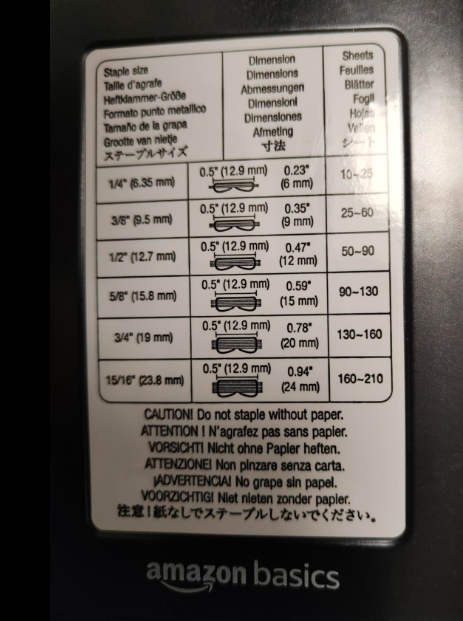 Staple size
Taille d'agrafe
Heftklammer-Größe
Formato punto metallico
Tamaño de la grapa
Grootte van nietje
ステープルサイズ
Dimension
Dimensions
Abmessungen
Dimensioni
Dimensiones
Afmeting
寸法
Sheets
Feuilles
Blätter
Fogli
Hojas
Vellen
シート
1/4" (6.35 mm) 0.5" (12.9 mm) 0.23" (6 mm) 10~25
3/8" (9.5 mm) 0.5" (12.9 mm) 0.35" (9 mm) 25~60
1/2" (12.7 mm) 0.5" (12.9 mm) 0.47" (12 mm) 50~90
5/8" (15.8 mm) 0.5" (12.9 mm) 0.59" (15 mm) 90~130
3/4" (19 mm) 0.5" (12.9 mm) 0.78" (20 mm) 130~160
15/16" (23.8 mm) 0.5" (12.9 mm) 0.94" (24 mm) 160~210
CAUTION! Do not staple without paper.
ATTENTION ! N'agrafez pas sans papier.
VORSICHT! Nicht ohne Papier heften.
ATTENZIONE! Non pinzare senza carta.
¡ADVERTENCIA! No grape sin papel.
VOORZICHTIG! Niet nieten zonder papier.
注意！紙なしでステープルしないでください。
amazon basics